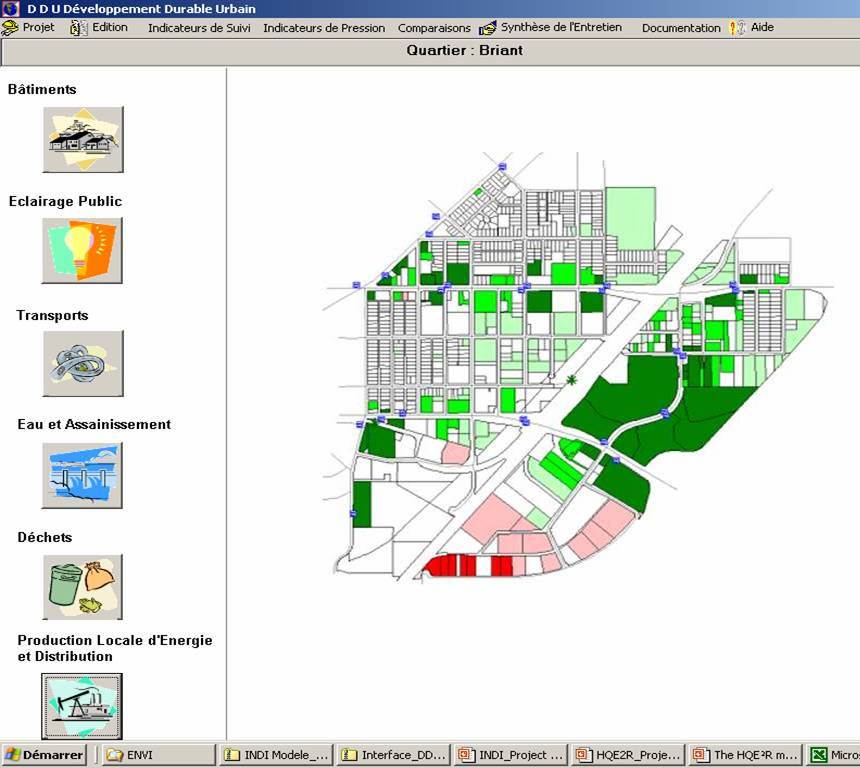 D D U Développement Durable Urbain
Projet Edition Indicateurs de Suivi Indicateurs de Pression Comparaisons Synthèse de l'Entretien Documentation Aide
Quartier : Briant
Bâtiments
Eclairage Public
Transports
Eau et Assainissement
Déchets
Production Locale d'Energie
et Distribution
Démarrer ENVI INDI Modele_... Interface_DD... INDI_Project ... HQE2R_Proje... The HQE²R m... Micro